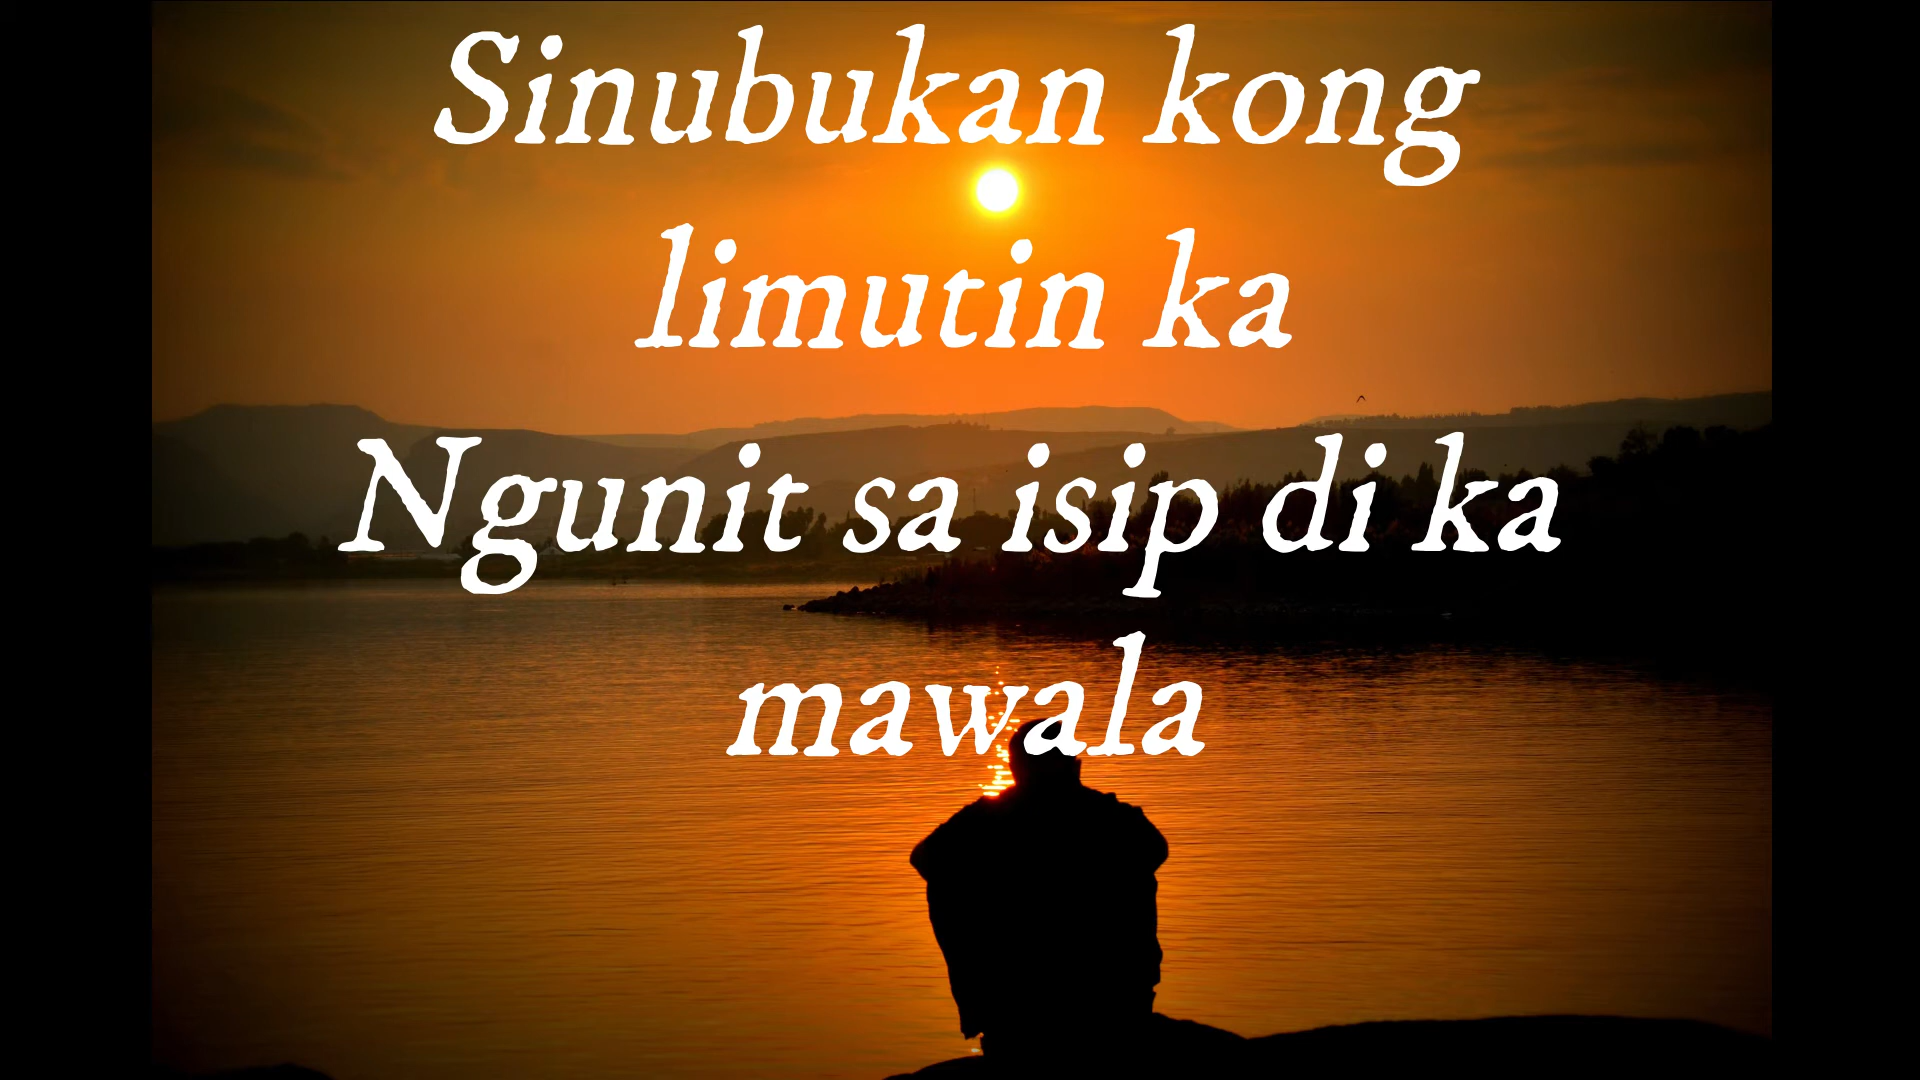 Sinubukan kong
limutin ka
Ngunit sa isip di ka
mawala